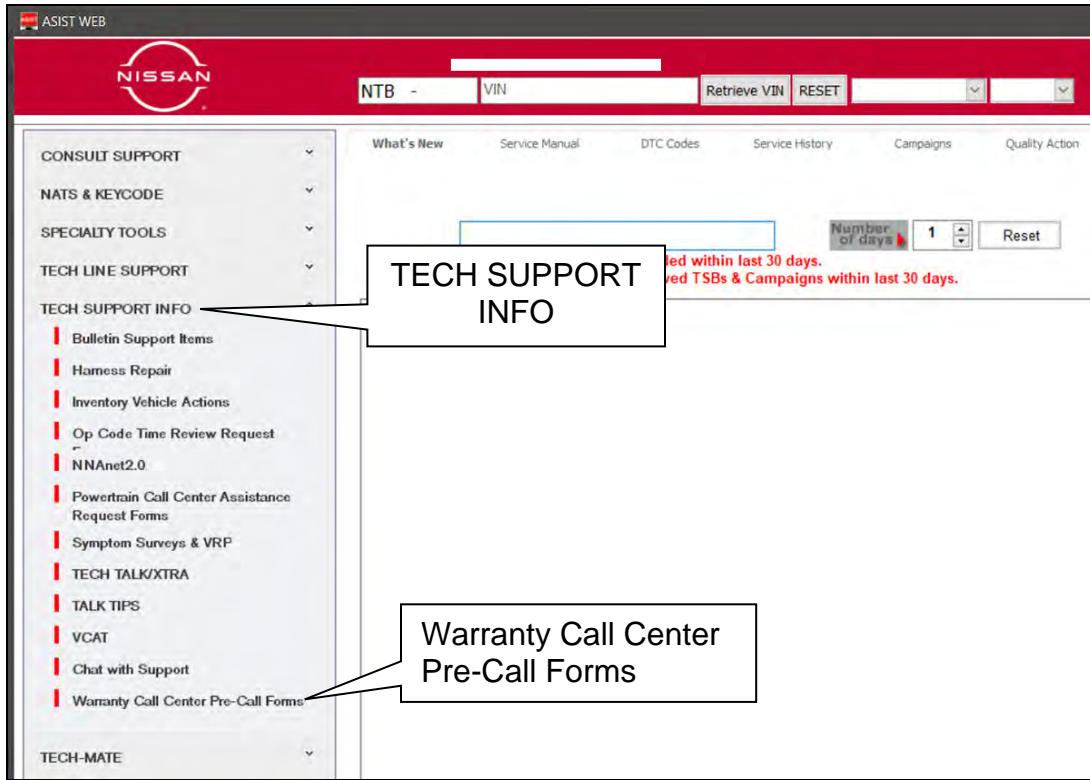 ASIST WEB
NISSAN
NTB -
VIN
Retrieve VIN
RESET
What's New
Service Manual
DTC Codes
Service History
Campaigns
Quality Action
Number of days
1
Reset
within last 30 days.
TSBs & Campaigns within last 30 days.
CONSULT SUPPORT
NATS & KEYCODE
SPECIALTY TOOLS
TECH LINE SUPPORT
TECH SUPPORT INFO
Bulletin Support Items
Harness Repair
Inventory Vehicle Actions
Op Code Time Review Request
NNAnet2.0
Powertrain Call Center Assistance
Request Forms
Symptom Surveys & VRP
TECH TALK/XTRA
TALK TIPS
VCAT
Chat with Support
Warranty Call Center Pre-Call Forms
TECH-MATE
TECH SUPPORT
INFO
Warranty Call Center
Pre-Call Forms